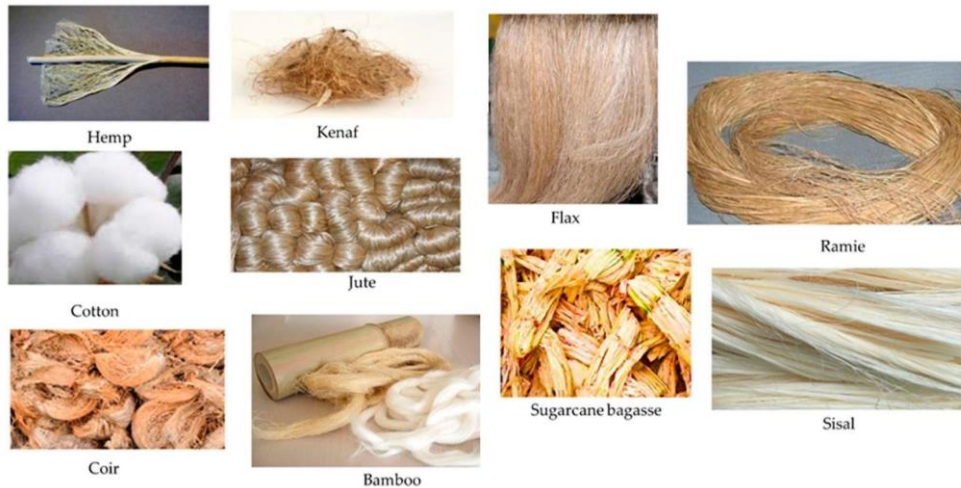 Hemp
Kenaf
Flax
Ramie
Cotton
Jute
Sugarcane bagasse
Sisal
Coir
Bamboo